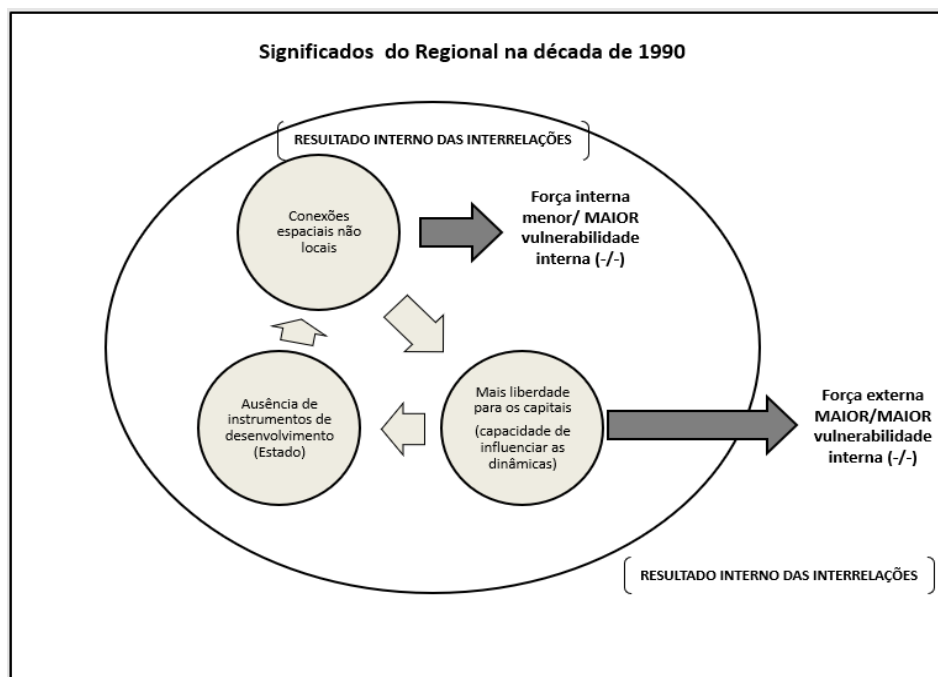 Significados do Regional na década de 1990
RESULTADO INTERNO DAS INTERRELAÇÕES
Conexões
espaciais não
locais
Força interna
menor/ MAIOR
vulnerabilidade
interna (-/-)
Ausência de
instrumentos de
desenvolvimento
(Estado)
Mais liberdade
para os capitais
(capacidade de
influenciar as
dinâmicas)
Força externa
MAIOR/MAIOR
vulnerabilidade
interna (-/-)
RESULTADO INTERNO DAS INTERRELAÇÕES